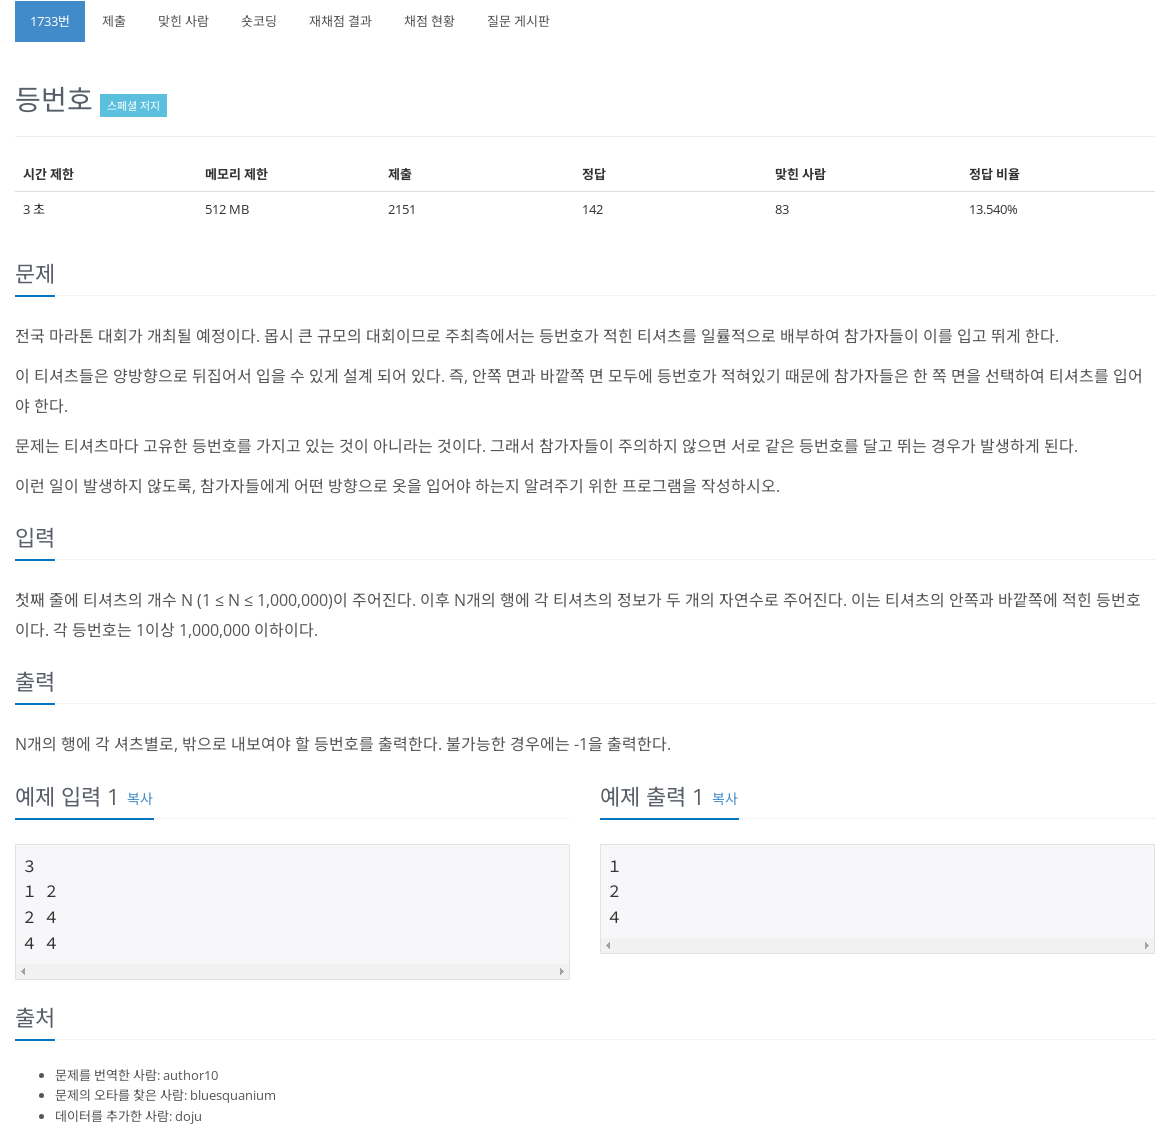 1733번 제출 맞힌 사람 숏코딩 재채점 결과 채점 현황 질문 게시판
등번호 스페셜 저지
시간 제한 메모리 제한 제출 정답 맞힌 사람 정답 비율
3 초 512 MB 2151 142 83 13.540%
문제
전국 마라톤 대회가 개최될 예정이다. 몹시 큰 규모의 대회이므로 주최측에서는 등번호가 적힌 티셔츠를 일률적으로 배부하여 참가자들이 이를 입고 뛰게 한다.
이 티셔츠들은 양방향으로 뒤집어서 입을 수 있게 설계 되어 있다. 즉, 안쪽 면과 바깥쪽 면 모두에 등번호가 적혀있기 때문에 참가자들은 한 쪽 면을 선택하여 티셔츠를 입어
야 한다.
문제는 티셔츠마다 고유한 등번호를 가지고 있는 것이 아니라는 것이다. 그래서 참가자들이 주의하지 않으면 서로 같은 등번호를 달고 뛰는 경우가 발생하게 된다.
이런 일이 발생하지 않도록, 참가자들에게 어떤 방향으로 옷을 입어야 하는지 알려주기 위한 프로그램을 작성하시오.
입력
첫째 줄에 티셔츠의 개수 N (1 ≤ N ≤ 1,000,000)이 주어진다. 이후 N개의 행에 각 티셔츠의 정보가 두 개의 자연수로 주어진다. 이는 티셔츠의 안쪽과 바깥쪽에 적힌 등번호
이다. 각 등번호는 1이상 1,000,000 이하이다.
출력
N개의 행에 각 셔츠별로, 밖으로 내보여야 할 등번호를 출력한다. 불가능한 경우에는 -1을 출력한다.
예제 입력 1 복사
3
1 2
2 4
4 4
예제 출력 1 복사
1
2
4
출처
문제를 번역한 사람: author10
문제의 오타를 찾은 사람: bluesquanium
데이터를 추가한 사람: doju